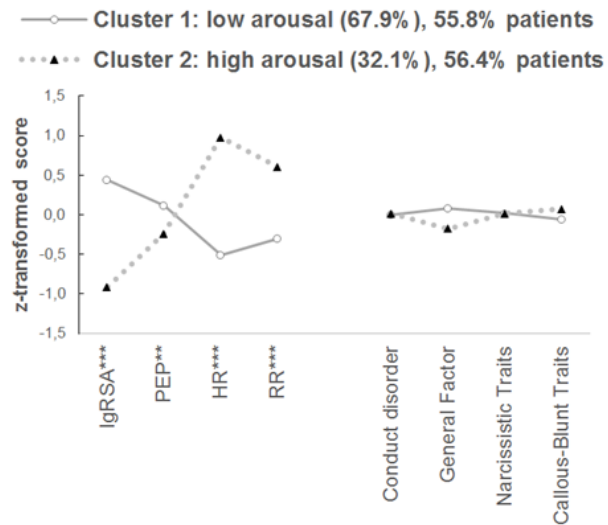 Cluster 1: low arousal (67.9%), 55.8% patients
Cluster 2: high arousal (32.1%), 56.4% patients
z-transformed score
1,5
1,0
0,5
0,0
-0,5
-1,0
-1,5
lgRSA***
PEP**
HR***
RR***
Conduct disorder
General Factor
Narcissistic Traits
Callous-Blunt Traits